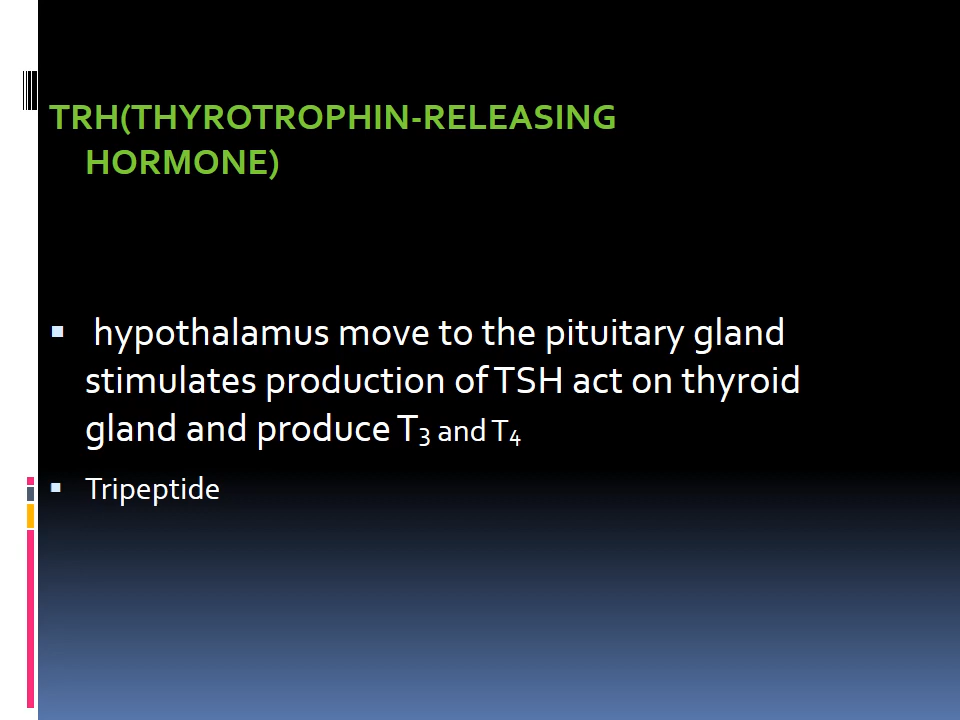 TRH(THYROTROPHIN-RELEASING
HORMONE)
▪ hypothalamus move to the pituitary gland
stimulates production of TSH act on thyroid
gland and produce T₃ and T₄
▪ Tripeptide